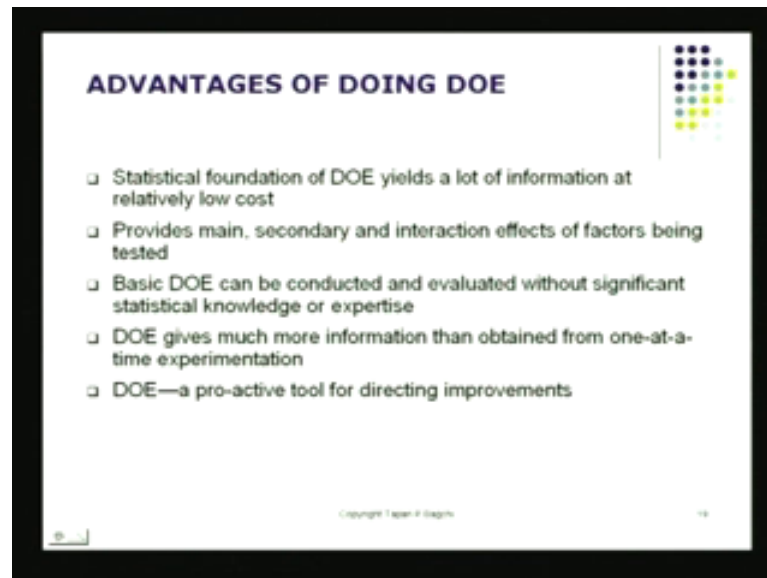 ADVANTAGES OF DOING DOE
❑ Statistical foundation of DOE yields a lot of information at
relatively low cost
❑ Provides main, secondary and interaction effects of factors being
tested
❑ Basic DOE can be conducted and evaluated without significant
statistical knowledge or expertise
❑ DOE gives much more information than obtained from one-at-a-
time experimentation
❑ DOE—a pro-active tool for directing improvements
Copyright Tapan P Bagchi